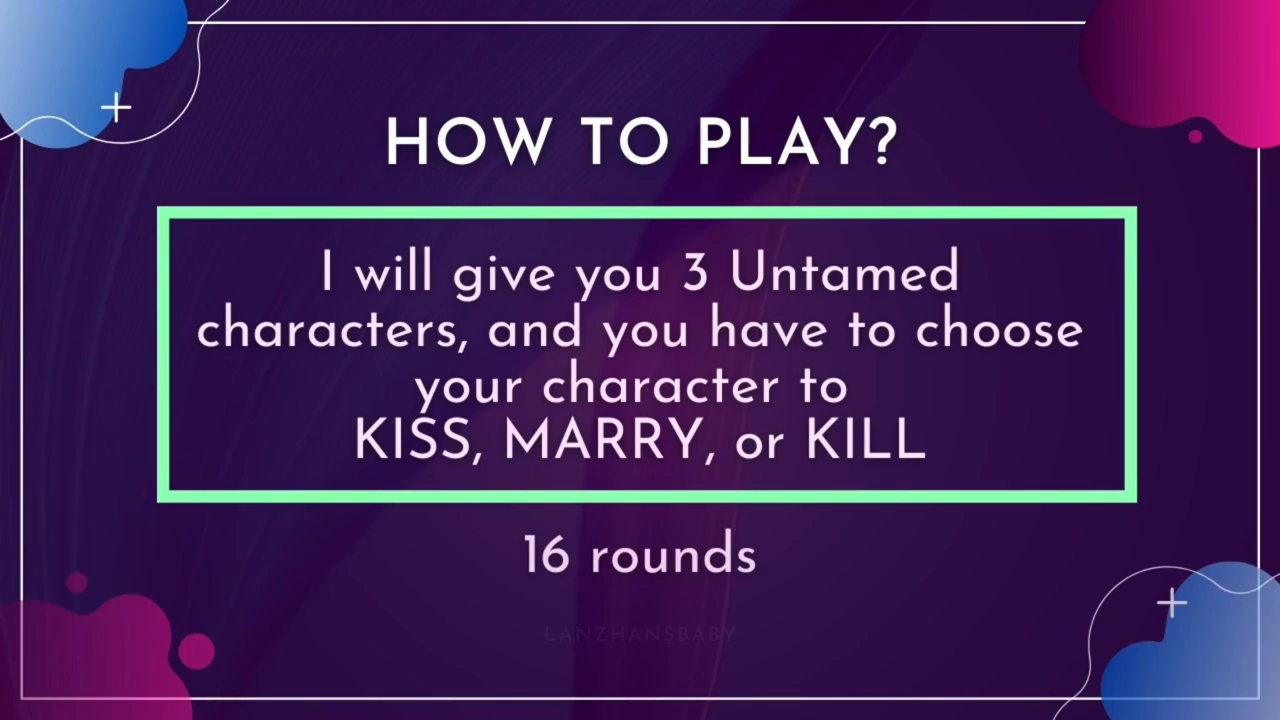 HOW TO PLAY?
I will give you 3 Untamed
characters, and you have to choose
your character to
KISS, MARRY, or KILL
16 rounds
LANZHANSBABY